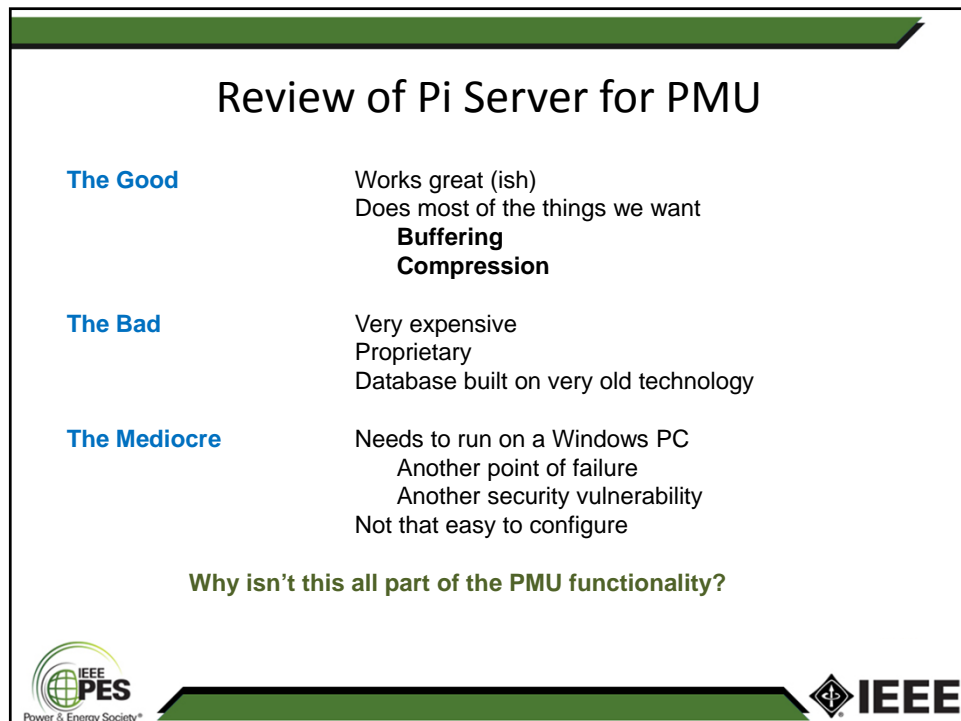 Review of Pi Server for PMU
The Good Works great (ish)
Does most of the things we want
Buffering
Compression
The Bad Very expensive
Proprietary
Database built on very old technology
The Mediocre Needs to run on a Windows PC
Another point of failure
Another security vulnerability
Not that easy to configure
Why isn't this all part of the PMU functionality?
IEEE
PES
Power & Energy Society®
IEEE